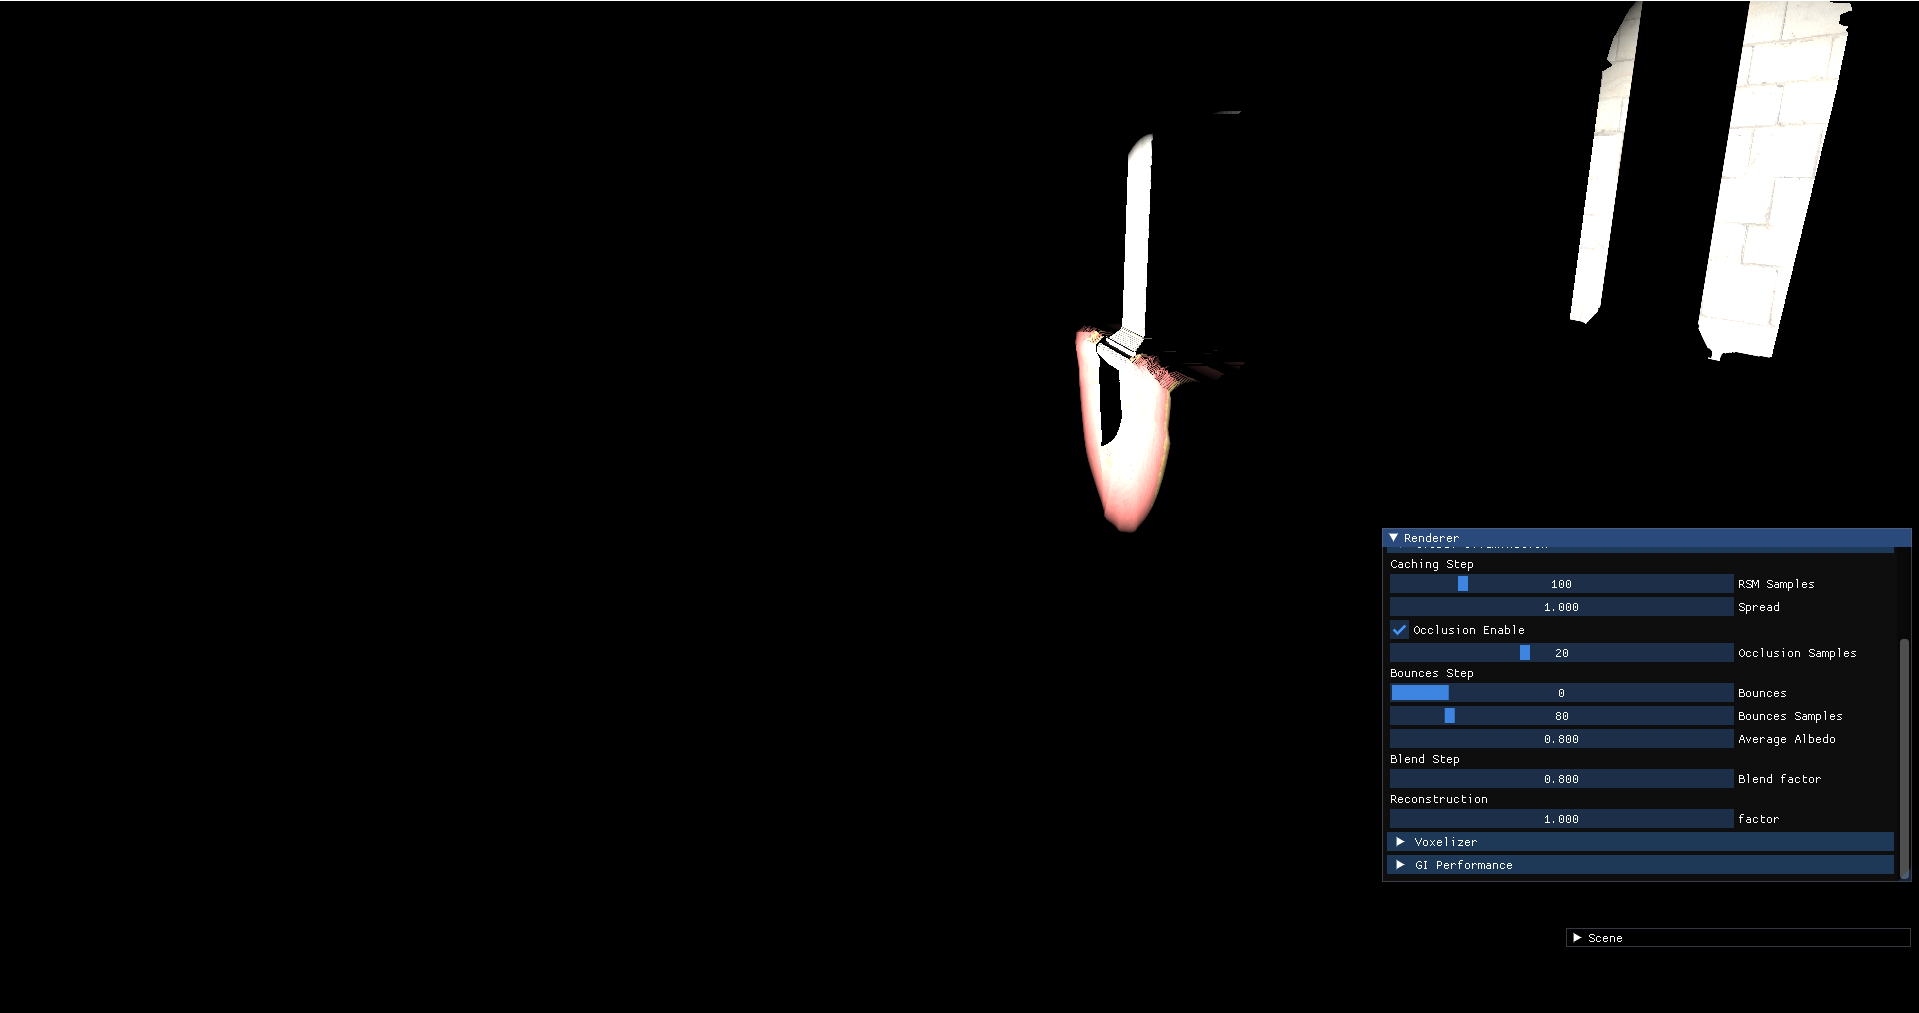 Renderer
Caching Step
100 RSM Samples
1.000 Spread
Occlusion Enable
20 Occlusion Samples
Bounces Step
0 Bounces
80 Bounces Samples
0.800 Average Albedo
Blend Step
0.800 Blend factor
Reconstruction
1.000 factor
Voxelizer
GI Performance
Scene